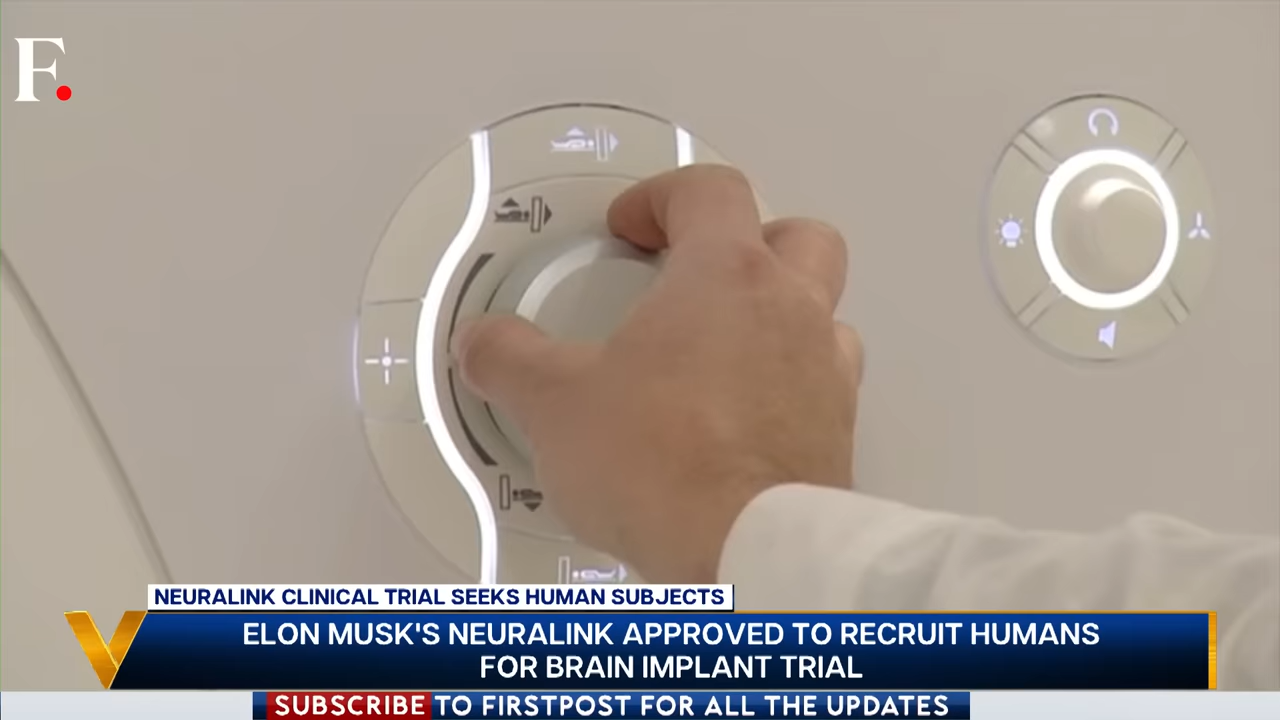 F.
NEURALINK CLINICAL TRIAL SEEKS HUMAN SUBJECTS
V
ELON MUSK'S NEURALINK APPROVED TO RECRUIT HUMANS
FOR BRAIN IMPLANT TRIAL
SUBSCRIBE TO FIRSTPOST FOR ALL THE UPDATES